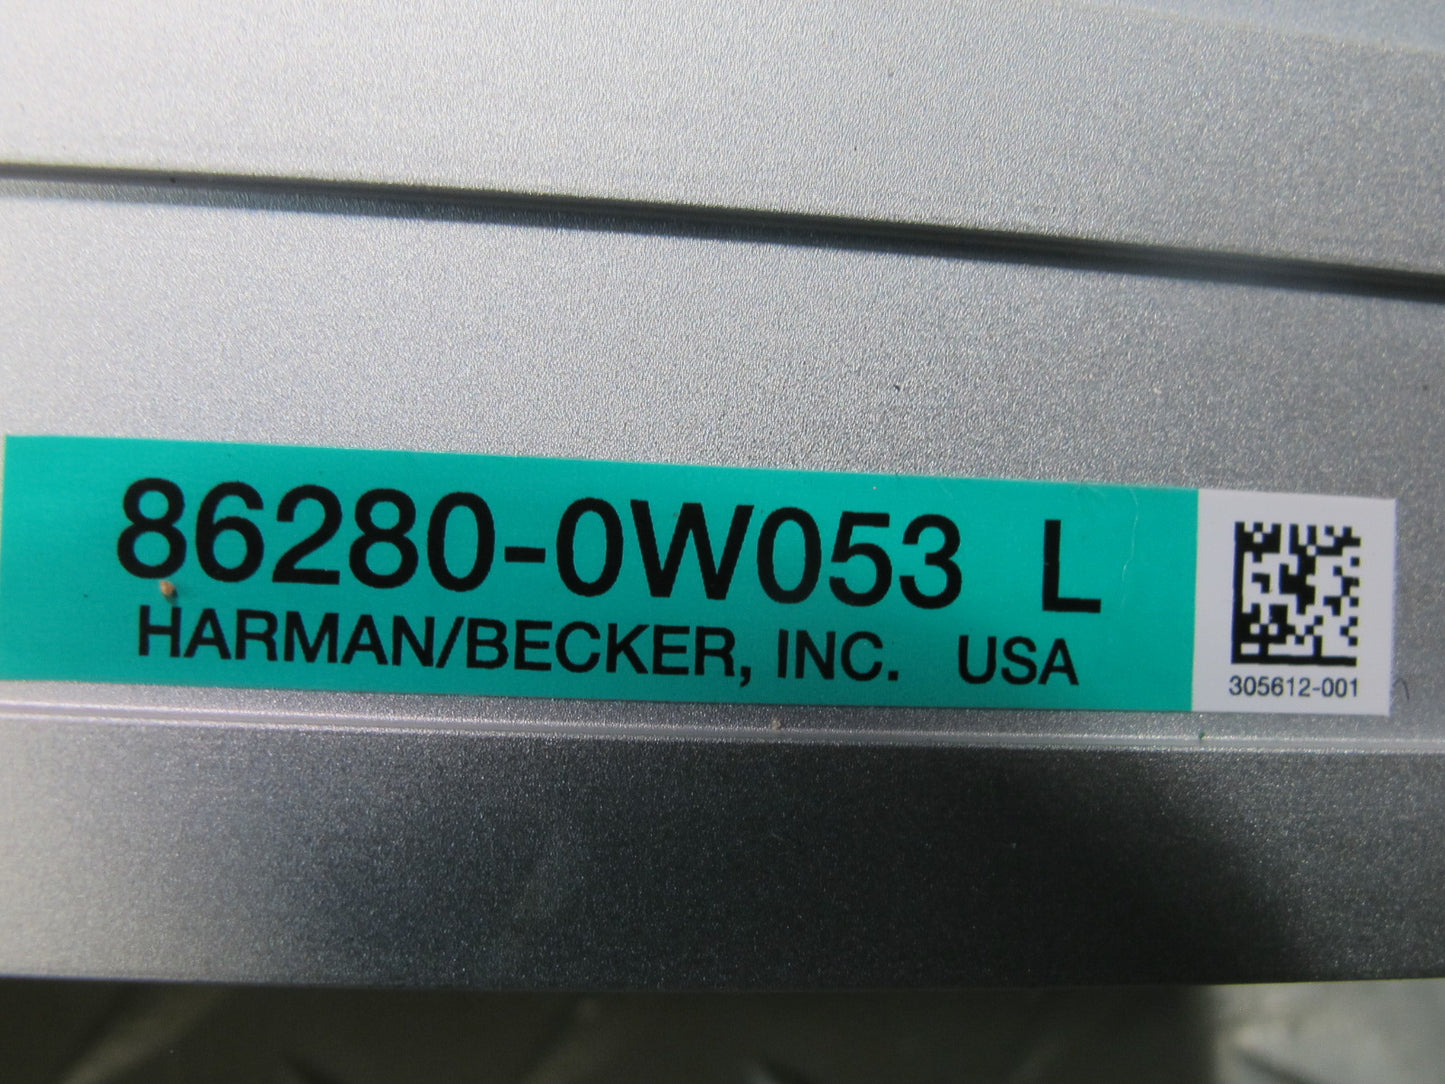 86280-0W053 L
HARMAN/BECKER, INC. USA
305612-001